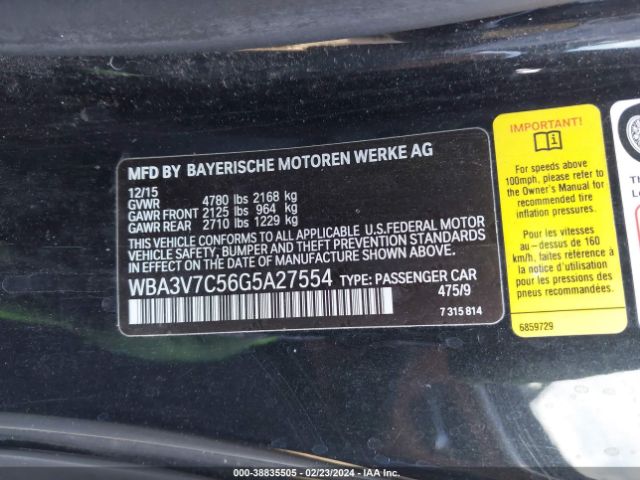 MFD BY BAYERISCHE MOTOREN WERKE AG
12/15
GVWR 4780 lbs 2168 kg
GAWR FRONT 2125 lbs 964 kg
GAWR REAR 2710 lbs 1229 kg
THIS VEHICLE CONFORMS TO ALL APPLICABLE U.S.FEDERAL MOTOR
VEHICLE SAFETY, BUMPER, AND THEFT PREVENTION STANDARDS
IN EFFECT ON THE DATE OF MANUFACTURE SHOWN ABOVE.
WBA3V7C56G5A27554 TYPE: PASSENGER CAR
475/9
7 315 814
IMPORTANT!
For speeds above
100mph, please refer to
the Owner's Manual for
recommended tire
inflation pressures.
Pour les vitesses
au-dessus de 160
km/h, se reporter à
la notice d'utilisation
pour les pressions de
gonflage recommandées.
6859729
000-38835505 - 02/23/2024 - IAA Inc.